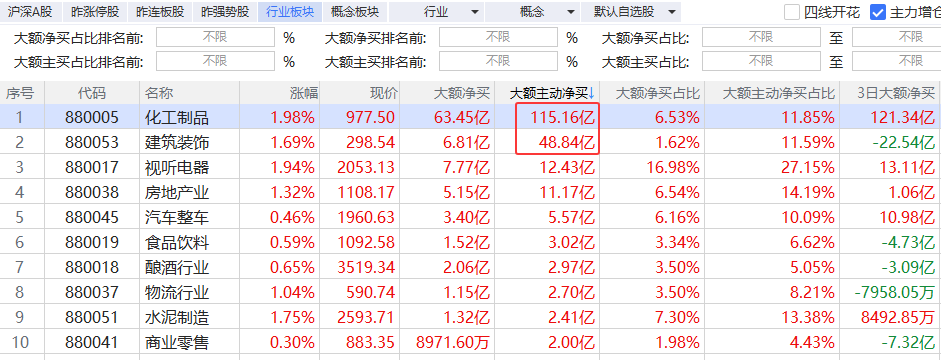 沪深A股 昨涨停股 昨连板股 昨强势股 行业板块 概念板块 行业 概念 默认自选股 四线开花 主力增仓
大额净买占比排名前: 不限 % 大额净买排名前: 不限 % 大额净买占比: 不限 至 不限
大额主买占比排名前: 不限 % 大额主买排名前: 不限 % 大额主买占比: 不限 至 不限
序号 代码 名称 涨幅 现价 大额净买 大额主动净买↓ 大额净买占比 大额主动净买占比 3日大额净买
1 880005 化工制品 1.98% 977.50 63.45亿 115.16亿 6.53% 11.85% 121.34亿
2 880053 建筑装饰 1.69% 298.54 6.81亿 48.84亿 1.62% 11.59% -22.54亿
3 880017 视听电器 1.94% 2053.13 7.77亿 12.43亿 16.98% 27.15% 13.11亿
4 880038 房地产业 1.32% 1108.17 5.15亿 11.17亿 6.54% 14.19% 1.06亿
5 880045 汽车整车 0.46% 1960.63 3.40亿 5.57亿 6.16% 10.09% 10.98亿
6 880019 食品饮料 0.59% 1092.58 1.52亿 3.02亿 3.34% 6.62% -4.73亿
7 880018 酿酒行业 0.65% 3519.34 2.06亿 2.97亿 3.50% 5.05% -3.09亿
8 880037 物流行业 1.04% 590.74 1.15亿 2.70亿 3.50% 8.21% -7958.05万
9 880051 水泥制造 1.75% 2593.71 1.32亿 2.41亿 7.30% 13.38% 8492.85万
10 880041 商业零售 0.30% 883.35 8971.60万 2.00亿 1.98% 4.43% -7.32亿